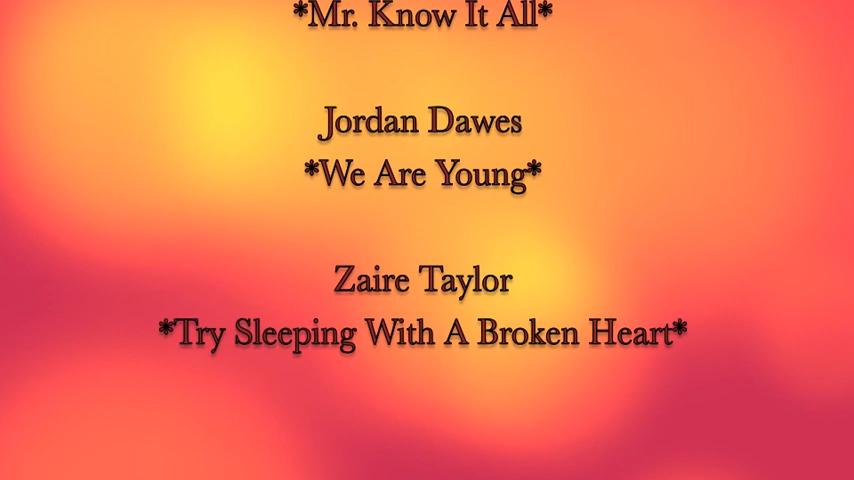 *Mr. Know It All*
Jordan Dawes
*We Are Young*
Zaire Taylor
*Try Sleeping With A Broken Heart*